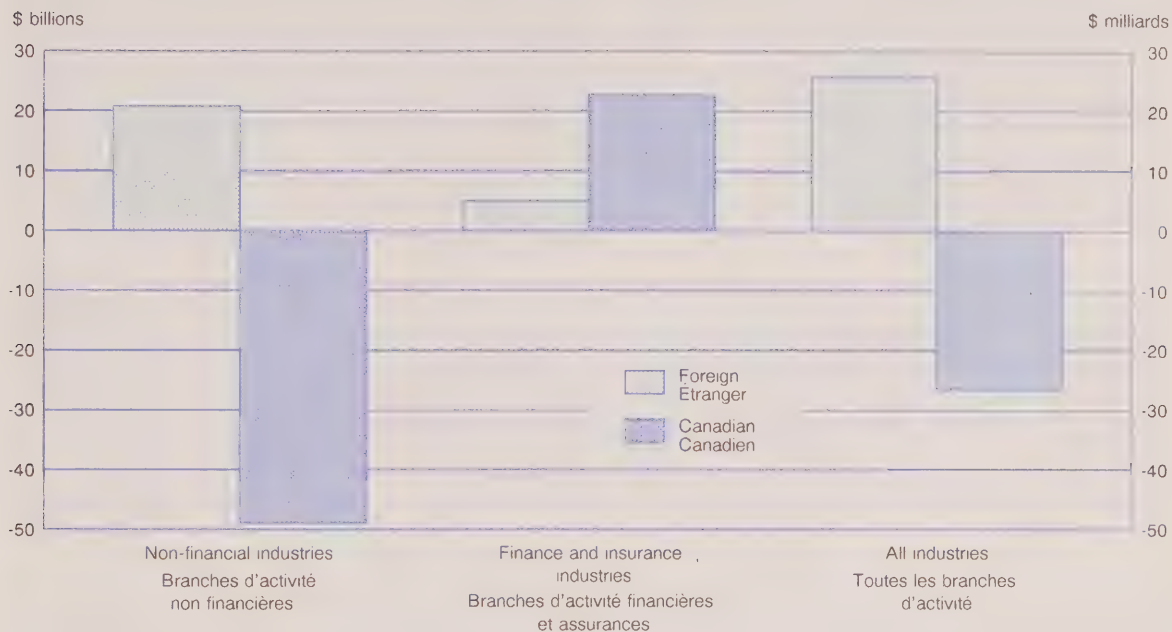 $ billions
$ milliards
30
20
10
0
-10
-20
-30
-40
-50
30
20
10
0
-10
-20
-30
-40
-50
Foreign
Etranger
Canadian
Canadien
Non-financial industries
Branches d'activité
non financières
Finance and insurance
industries
Branches d'activité financières
et assurances
All industries
Toutes les branches
d'activité